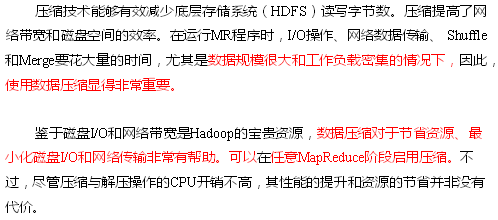 压缩技术能够有效减少底层存储系统（HDFS）读写字节数。压缩提高了
网络带宽和磁盘空间的效率。在运行MR程序时，I/O操作、网络数据传输、 Shuffle
和Merge要花大量的时间，尤其是数据规模很大和工作负载密集的情况下，因此，
使用数据压缩显得非常重要。
鉴于磁盘I/O和网络带宽是Hadoop的宝贵资源，数据压缩对于节省资源、最
小化磁盘I/O和网络传输非常有帮助。可以在任意MapReduce阶段启用压缩。不
过，尽管压缩与解压操作的CPU开销不高，其性能的提升和资源的节省并非没有
代价。